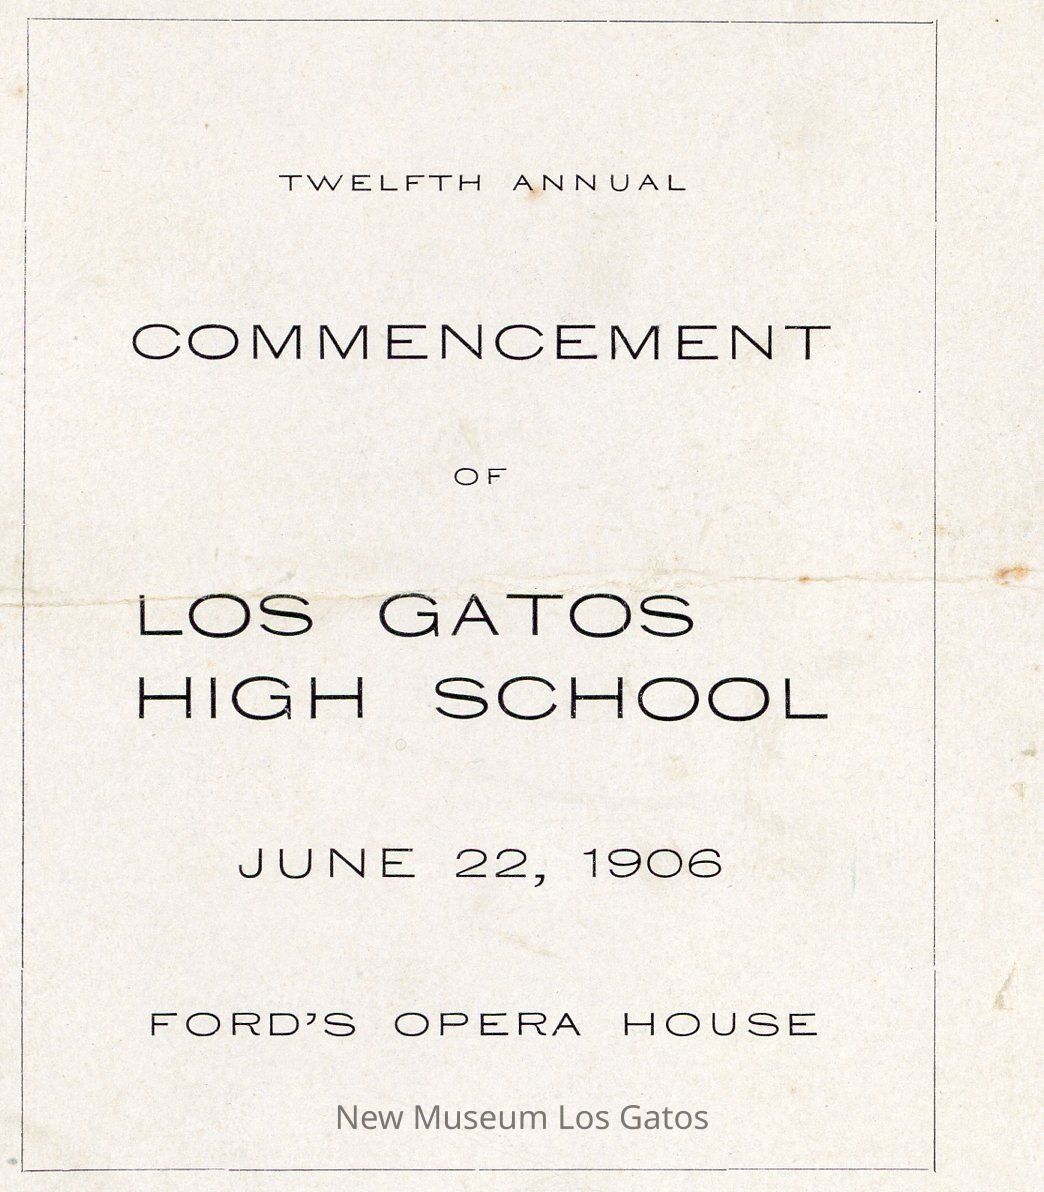 TWELFTH ANNUAL
COMMENCEMENT
OF
LOS GATOS
HIGH SCHOOL
JUNE 22, 1906
FORD'S OPERA HOUSE
New Museum Los Gatos